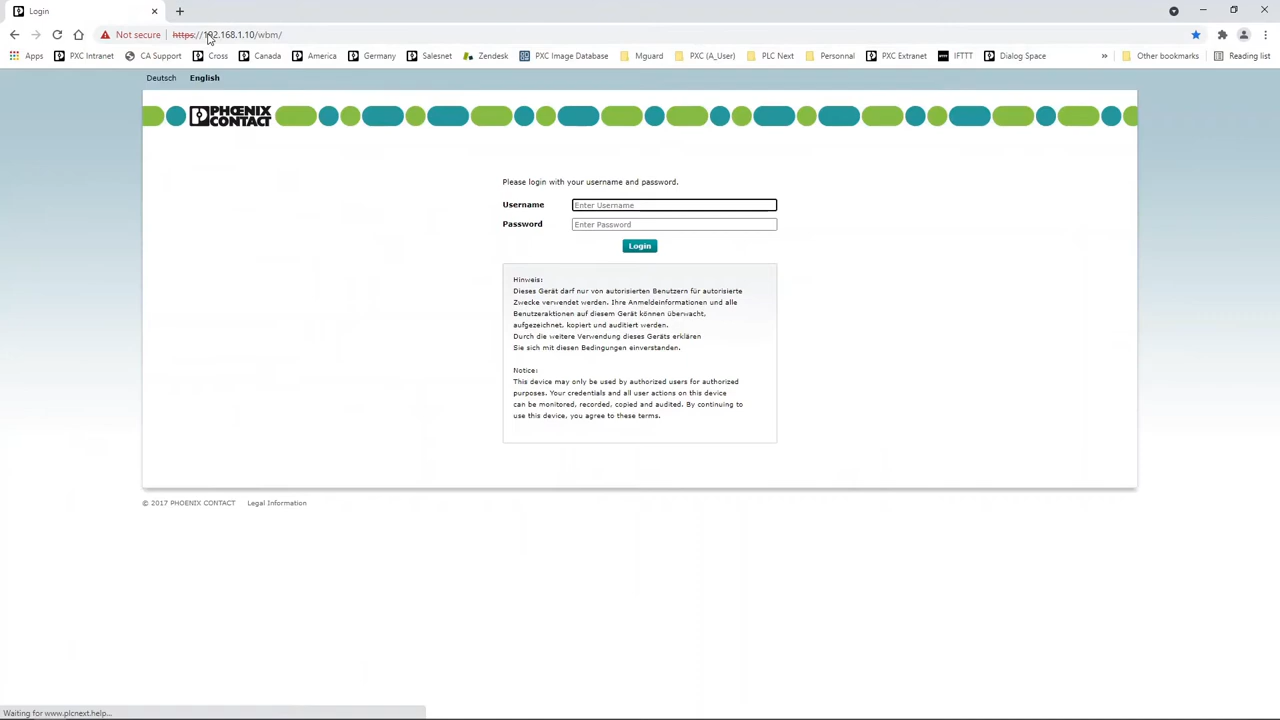 Login
Not secure
https://192.168.1.10/wbm/
Apps PXC Intranet CA Support Cross Canada America Germany Salesnet Zendesk PXC Image Database Mguard PXC (A_User) PLC Next Personnal PXC Extranet IFTTT Dialog Space » Other bookmarks Reading list
Deutsch English
PHOENIX
CONTACT
Please login with your username and password.
Username Enter Username
Password Enter Password
Login
Hinweis:
Dieses Gerät darf nur von autorisierten Benutzern für autorisierte
Zwecke verwendet werden. Ihre Anmeldeinformationen und alle
Benutzeraktionen auf diesem Gerät können überwacht,
aufgezeichnet, kopiert und auditiert werden.
Durch die weitere Verwendung dieses Geräts erklären
Sie sich mit diesen Bedingungen einverstanden.
Notice:
This device may only be used by authorized users for authorized
purposes. Your credentials and all user actions on this device
can be monitored, recorded, copied and audited. By continuing to
use this device, you agree to these terms.
© 2017 PHOENIX CONTACT Legal Information
Waiting for www.plcnext.help...